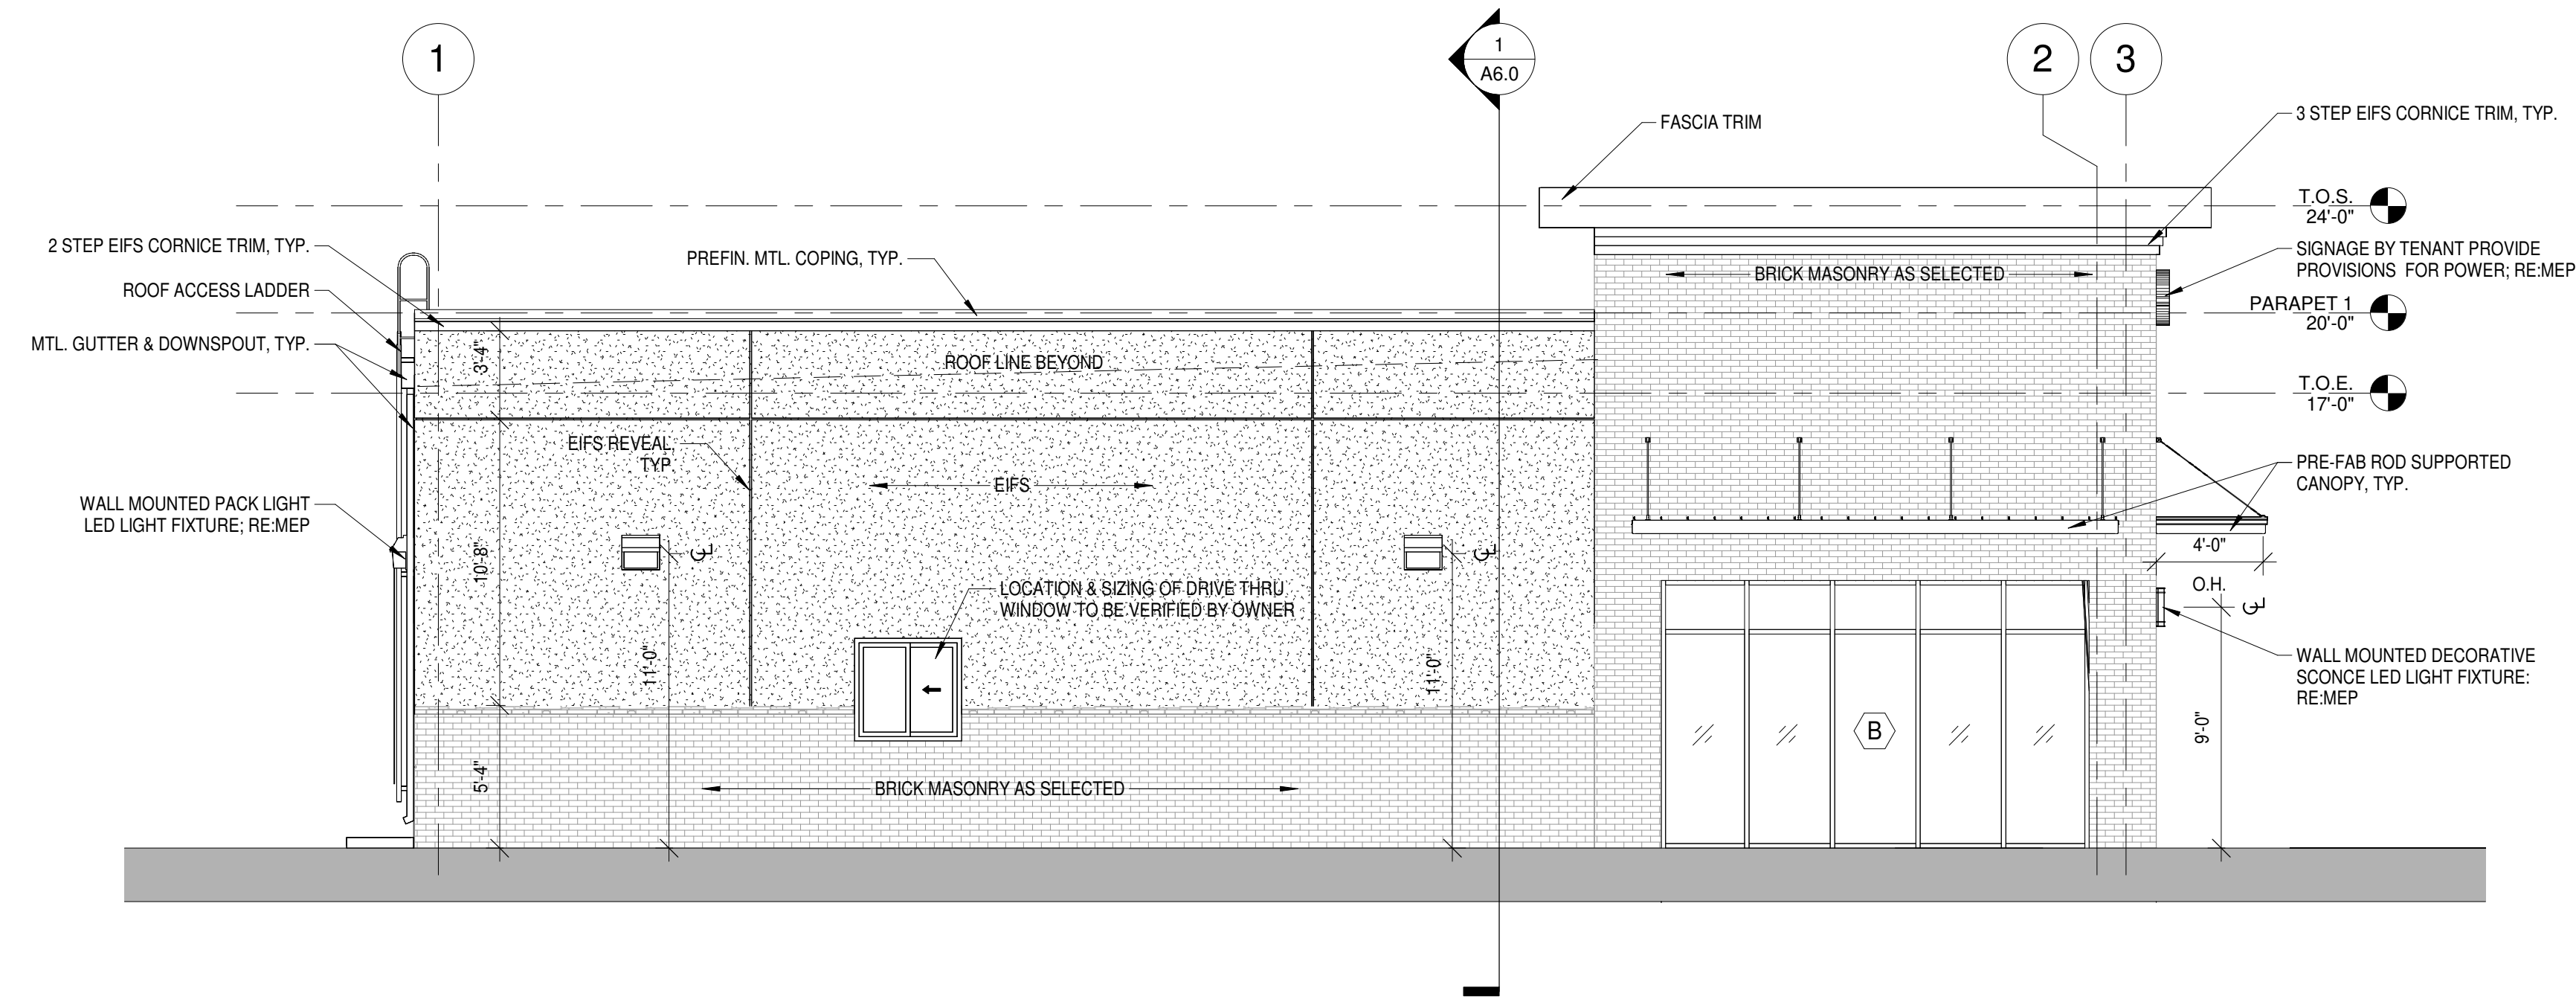 1
1
A6.0
2
3
FASCIA TRIM
3 STEP EIFS CORNICE TRIM, TYP.
T.O.S.
24'-0"
2 STEP EIFS CORNICE TRIM, TYP.
PREFIN. MTL. COPING, TYP.
BRICK MASONRY AS SELECTED
SIGNAGE BY TENANT PROVIDE
PROVISIONS FOR POWER; RE:MEP
ROOF ACCESS LADDER
PARAPET 1
20'-0"
MTL. GUTTER & DOWNSPOUT, TYP.
3'-4"
ROOF LINE BEYOND
T.O.E.
17'-0"
EIFS REVEAL,
TYP.
EIFS
PRE-FAB ROD SUPPORTED
CANOPY, TYP.
WALL MOUNTED PACK LIGHT
LED LIGHT FIXTURE; RE:MEP
10'-8"
CL
CL
4'-0"
O.H.
CL
LOCATION & SIZING OF DRIVE THRU
WINDOW TO BE VERIFIED BY OWNER
11'-0"
11'-0"
WALL MOUNTED DECORATIVE
SCONCE LED LIGHT FIXTURE:
RE:MEP
9'-0"
B
5'-4"
BRICK MASONRY AS SELECTED